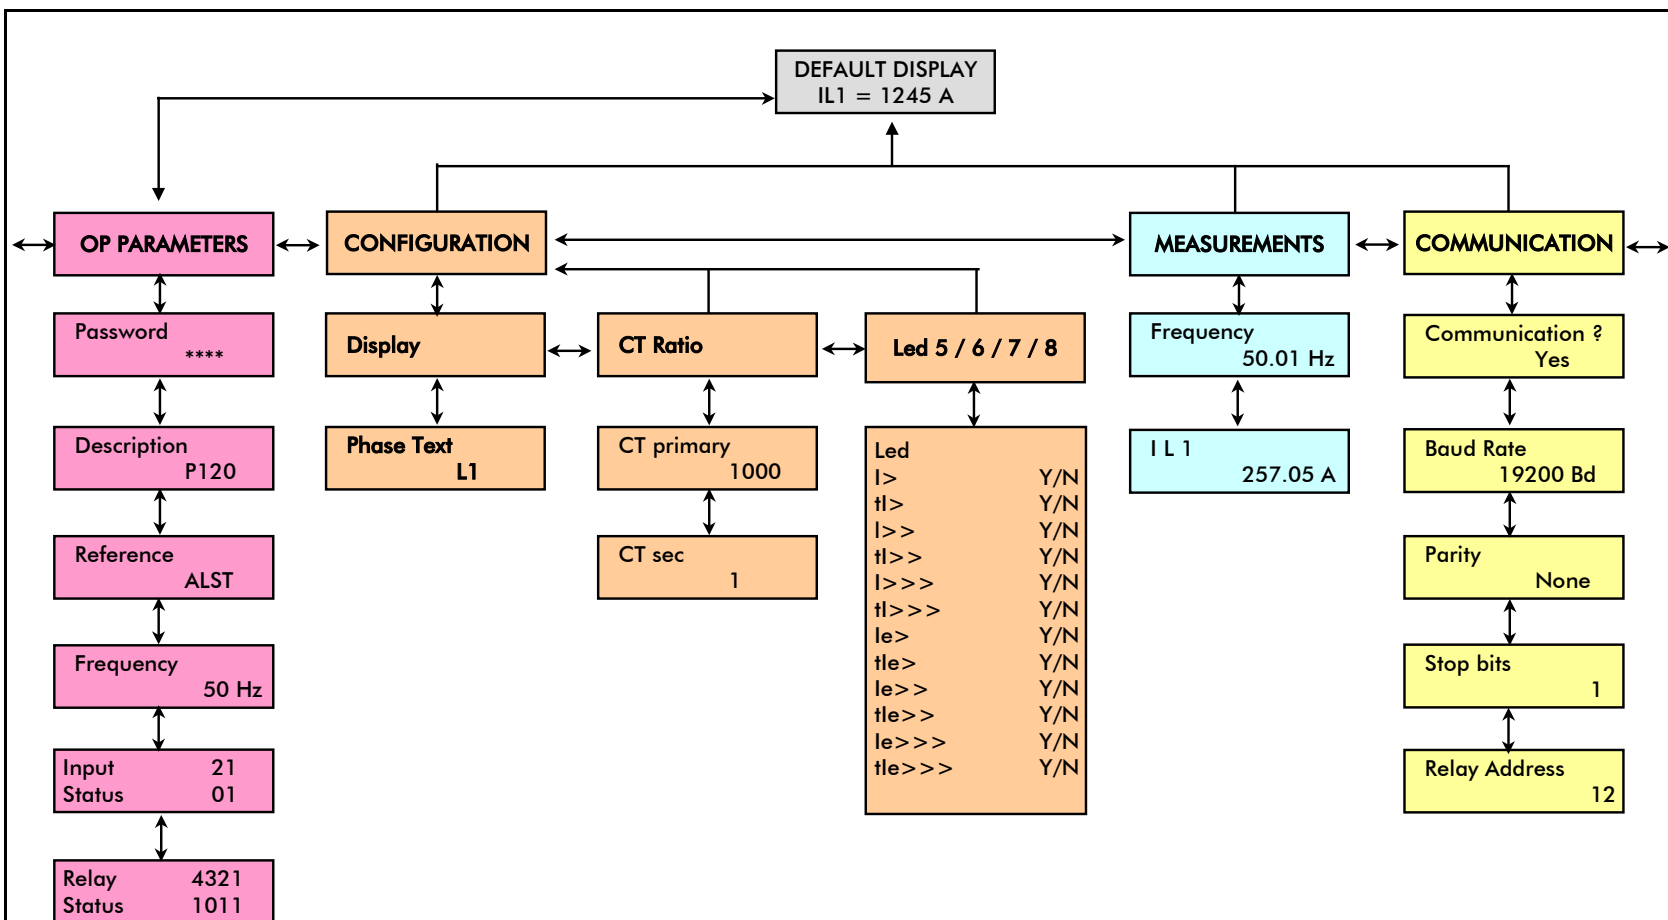 DEFAULT DISPLAY
IL1 = 1245 A
OP PARAMETERS
CONFIGURATION
MEASUREMENTS
COMMUNICATION
Password
****
Description
P120
Reference
ALST
Frequency
50 Hz
Input 21
Status 01
Relay 4321
Status 1011
Display
Phase Text
L1
CT Ratio
CT primary
1000
CT sec
1
Led 5 / 6 / 7 / 8
Led
I> Y/N
tI> Y/N
I>> Y/N
tI>> Y/N
I>>> Y/N
tI>>> Y/N
Ie> Y/N
tIe> Y/N
Ie>> Y/N
tIe>> Y/N
Ie>>> Y/N
tIe>>> Y/N
Frequency
50.01 Hz
I L 1
257.05 A
Communication ?
Yes
Baud Rate
19200 Bd
Parity
None
Stop bits
1
Relay Address
12